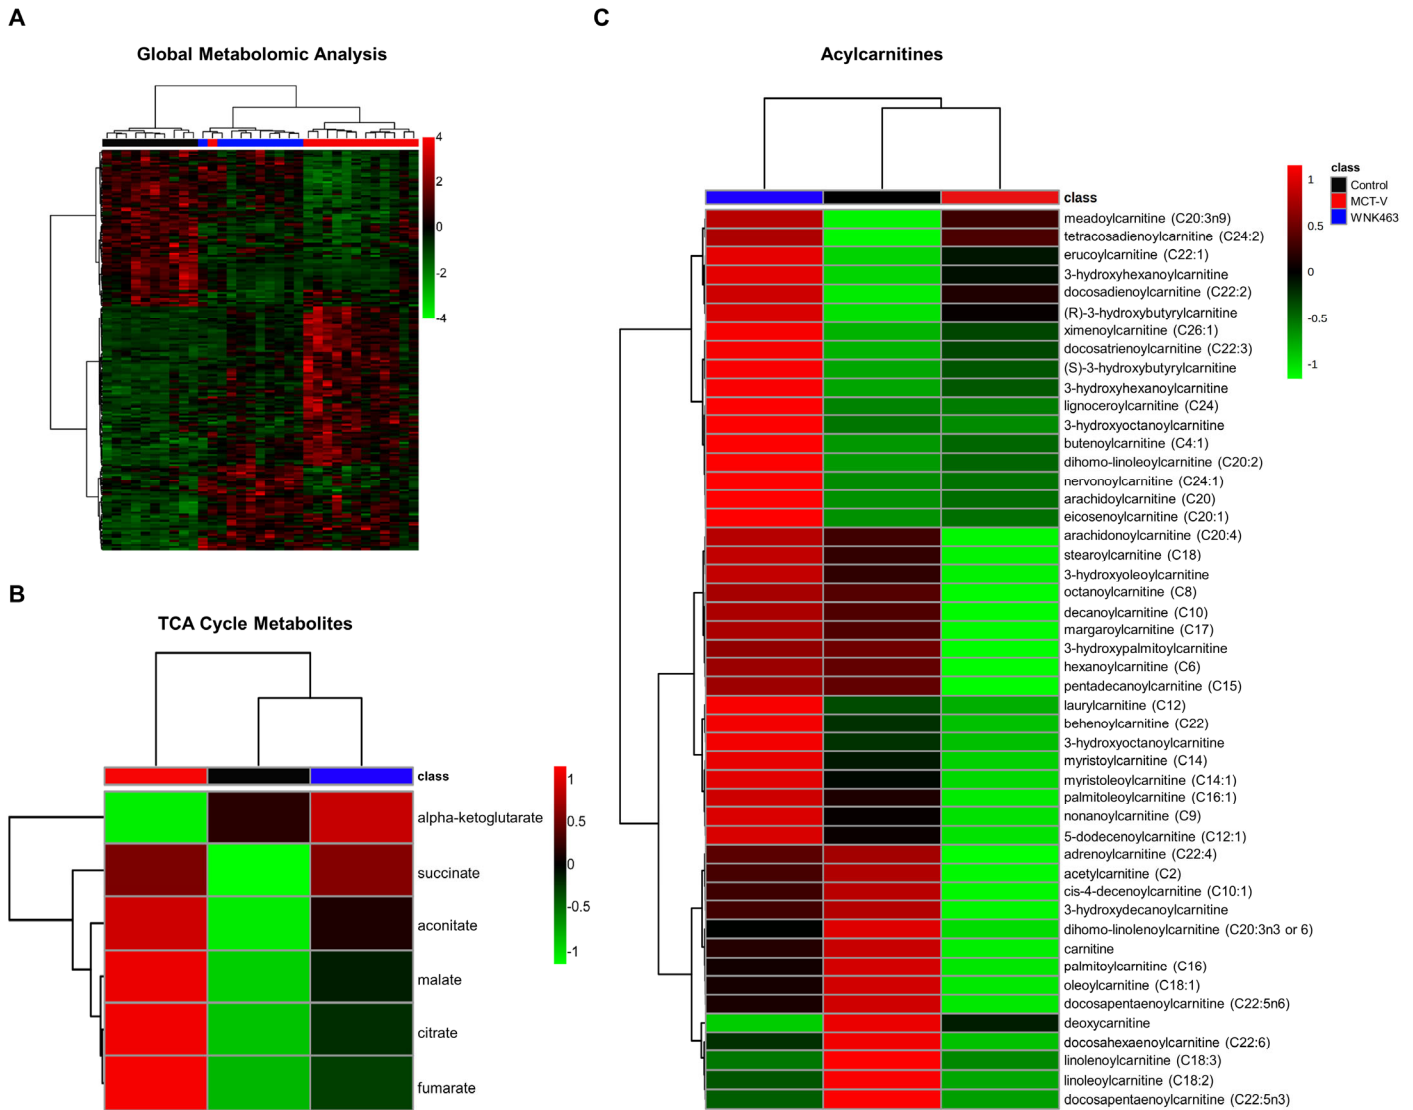 A
Global Metabolomic Analysis
4
2
0
-2
-4
B
TCA Cycle Metabolites
class
alpha-ketoglutarate
succinate
aconitate
malate
citrate
fumarate
1
0.5
0
-0.5
-1
C
Acylcarnitines
class
meadoylcarnitine (C20:3n9)
tetracosadienoylcarnitine (C24:2)
erucoylcarnitine (C22:1)
3-hydroxyhexanoylcarnitine
docosadienoylcarnitine (C22:2)
(R)-3-hydroxybutyrylcarnitine
ximenoylcarnitine (C26:1)
docosatrienoylcarnitine (C22:3)
(S)-3-hydroxybutyrylcarnitine
3-hydroxyhexanoylcarnitine
lignoceroylcarnitine (C24)
3-hydroxyoctanoylcarnitine
butenoylcarnitine (C4:1)
dihomo-linoleoylcarnitine (C20:2)
nervonoylcarnitine (C24:1)
arachidoylcarnitine (C20)
eicosenoylcarnitine (C20:1)
arachidonoylcarnitine (C20:4)
stearoylcarnitine (C18)
3-hydroxyoleoylcarnitine
octanoylcarnitine (C8)
decanoylcarnitine (C10)
margaroylcarnitine (C17)
3-hydroxypalmitoylcarnitine
hexanoylcarnitine (C6)
pentadecanoylcarnitine (C15)
laurylcarnitine (C12)
behenoylcarnitine (C22)
3-hydroxyoctanoylcarnitine
myristoylcarnitine (C14)
myristoleoylcarnitine (C14:1)
palmitoleoylcarnitine (C16:1)
nonanoylcarnitine (C9)
5-dodecenoylcarnitine (C12:1)
adrenoylcarnitine (C22:4)
acetylcarnitine (C2)
cis-4-decenoylcarnitine (C10:1)
3-hydroxydecanoylcarnitine
dihomo-linolenoylcarnitine (C20:3n3 or 6)
carnitine
palmitoylcarnitine (C16)
oleoylcarnitine (C18:1)
docosapentaenoylcarnitine (C22:5n6)
deoxycarnitine
docosahexaenoylcarnitine (C22:6)
linolenoylcarnitine (C18:3)
linoleoylcarnitine (C18:2)
docosapentaenoylcarnitine (C22:5n3)
1
0.5
0
-0.5
-1
class
Control
MCT-V
WNK463